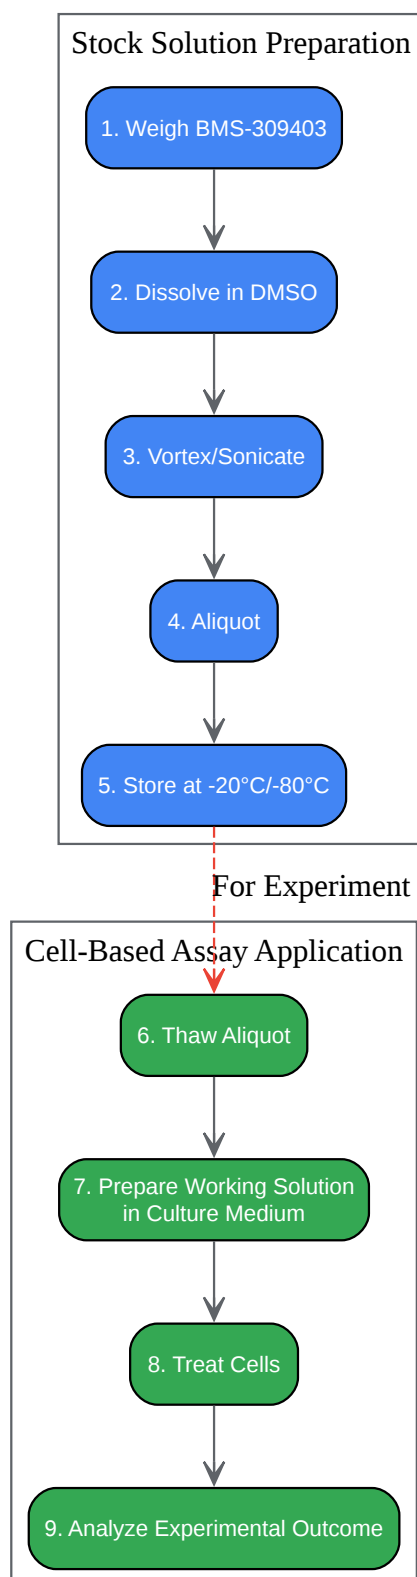 Stock Solution Preparation
1. Weigh BMS-309403
2. Dissolve in DMSO
3. Vortex/Sonicate
4. Aliquot
5. Store at -20°C/-80°C
For Experiment
Cell-Based Assay Application
6. Thaw Aliquot
7. Prepare Working Solution
in Culture Medium
8. Treat Cells
9. Analyze Experimental Outcome